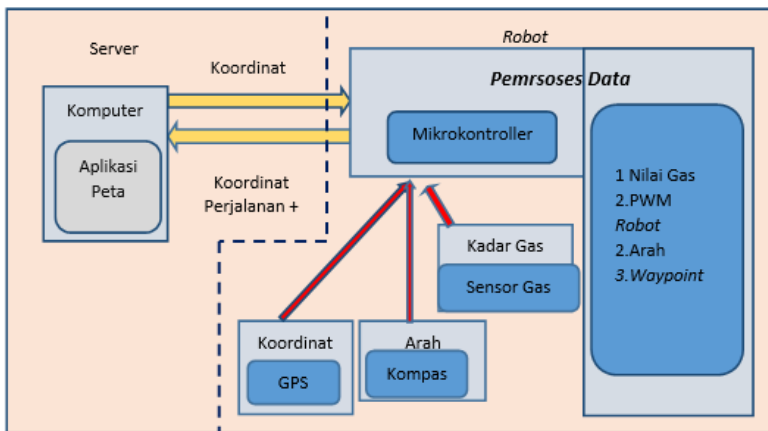 Server
Robot
Koordinat
Pemrsoses Data
Komputer
Mikrokontroller
Aplikasi
Peta
Koordinat
Perjalanan +
1 Nilai Gas
2.PWM
Robot
2.Arah
3.Waypoint
Kadar Gas
Sensor Gas
Koordinat
GPS
Arah
Kompas